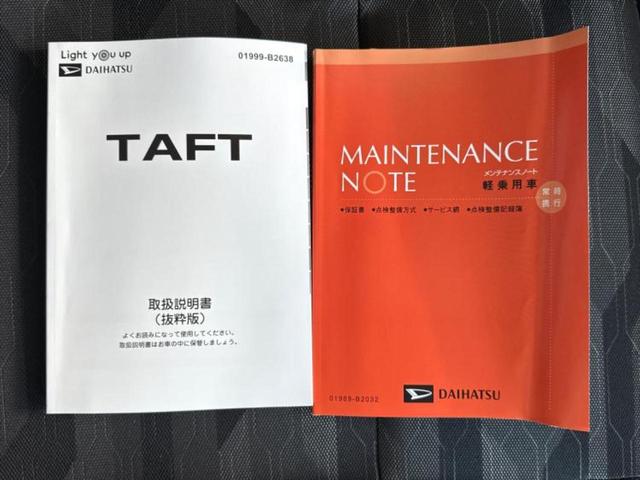 Light you up
DAIHATSU
01999-B2638
TAFT
取扱説明書
（抜粋版）
よくお読みになって使用してください。
取扱説明書はお車の中に保管しましょう。
MAINTENANCE
NOTE
メンテナンスノート
軽乗用車
常時
携行
●保証書 ●点検整備方式 ●サービス網 ●点検整備記録簿
01989-B2032
DAIHATSU